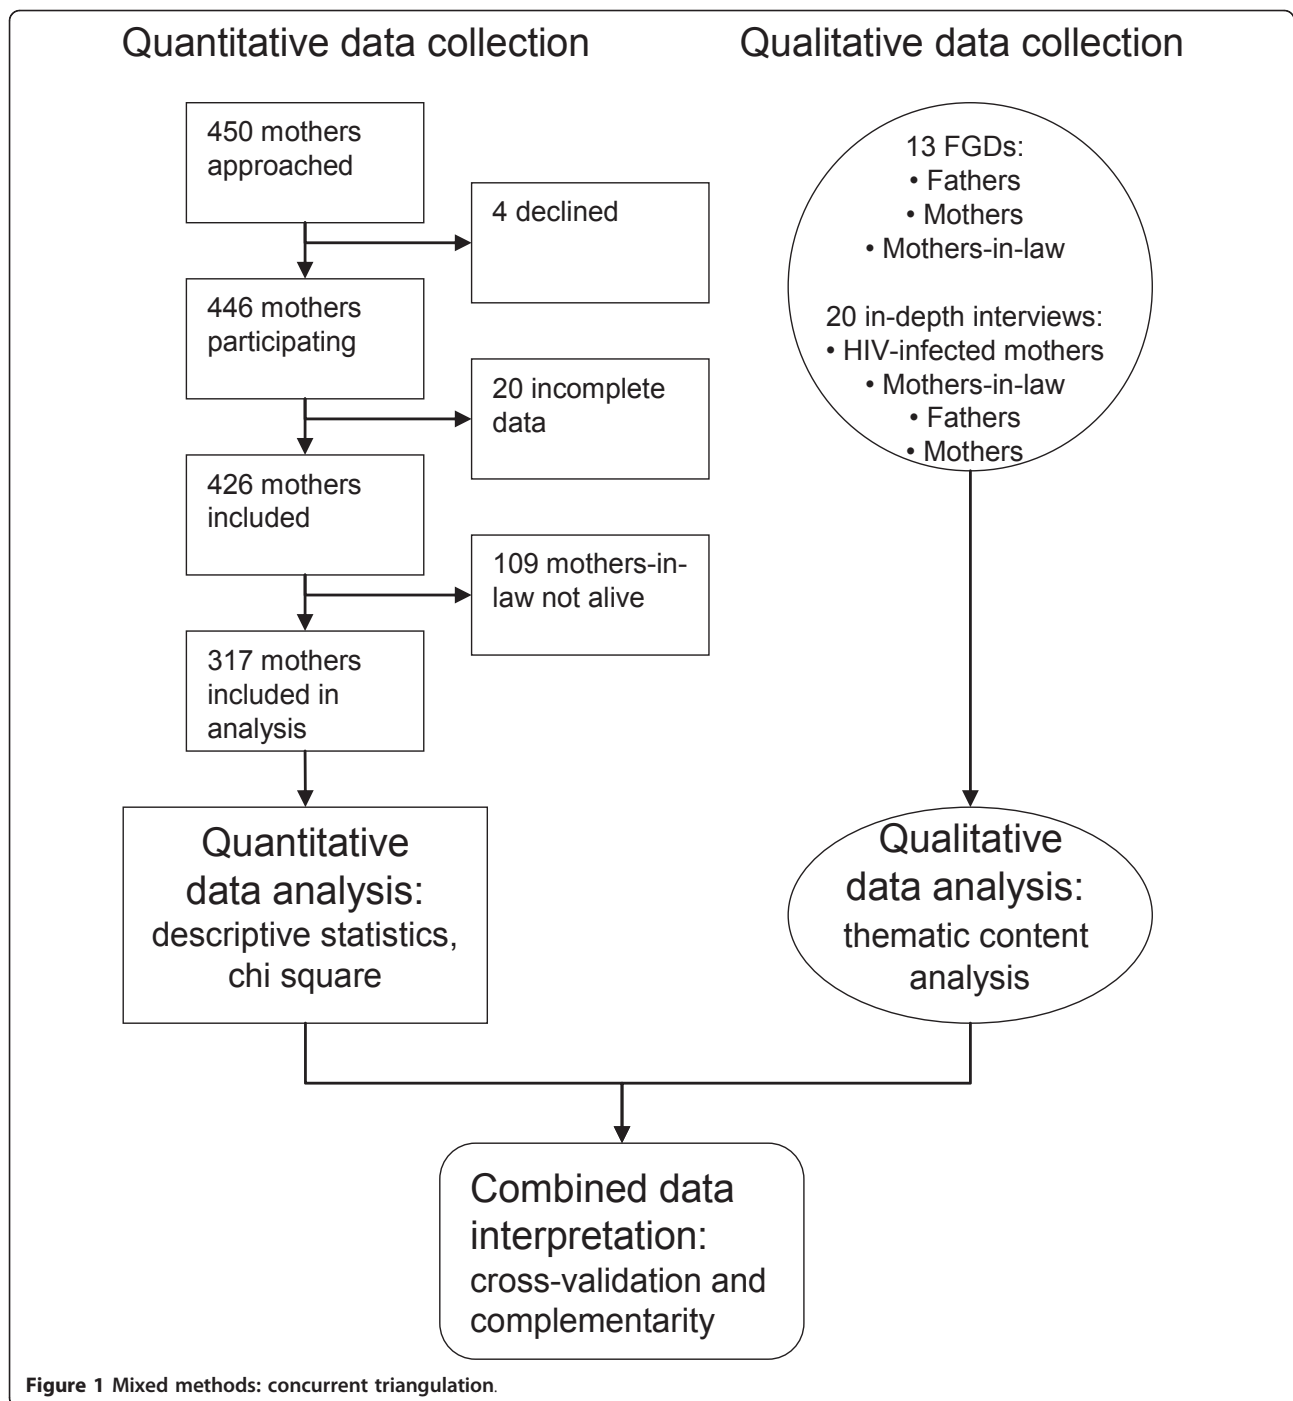 Quantitative data collection
450 mothers
approached
4 declined
446 mothers
participating
20 incomplete
data
426 mothers
included
109 mothers-in-
law not alive
317 mothers
included in
analysis
Quantitative
data analysis:
descriptive statistics,
chi square
Qualitative data collection
13 FGDs:
• Fathers
• Mothers
• Mothers-in-law
20 in-depth interviews:
• HIV-infected mothers
• Mothers-in-law
• Fathers
• Mothers
Qualitative
data analysis:
thematic content
analysis
Combined data
interpretation:
cross-validation and
complementarity
Figure 1 Mixed methods: concurrent triangulation.